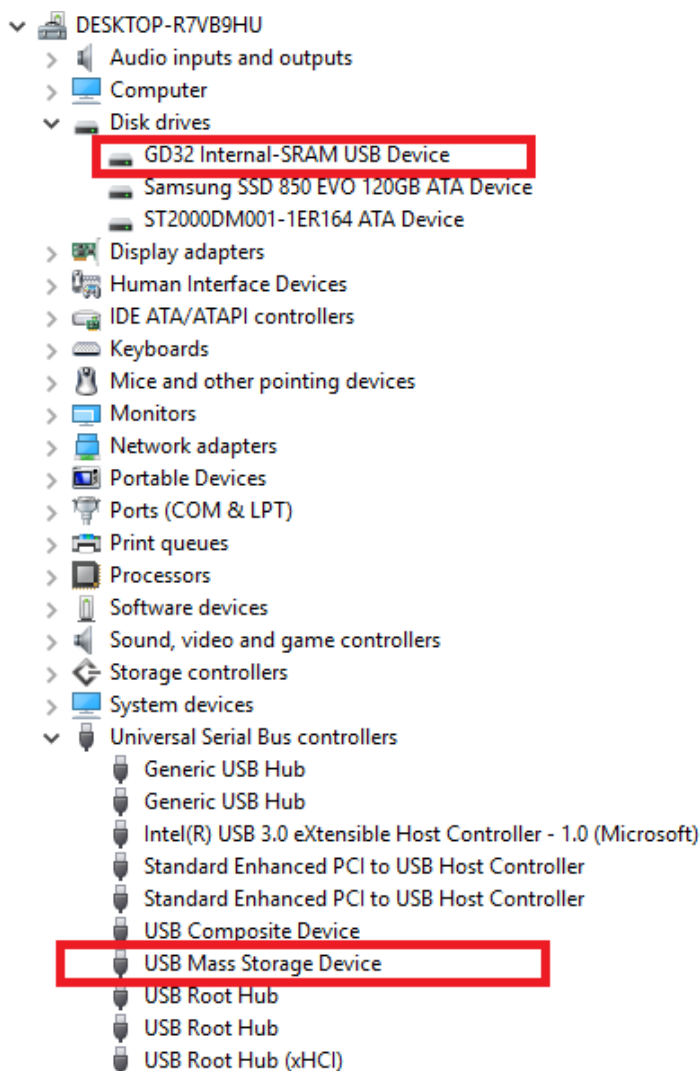 DESKTOP-R7VB9HU
Audio inputs and outputs
Computer
Disk drives
GD32 Internal-SRAM USB Device
Samsung SSD 850 EVO 120GB ATA Device
ST2000DM001-1ER164 ATA Device
Display adapters
Human Interface Devices
IDE ATA/ATAPI controllers
Keyboards
Mice and other pointing devices
Monitors
Network adapters
Portable Devices
Ports (COM & LPT)
Print queues
Processors
Software devices
Sound, video and game controllers
Storage controllers
System devices
Universal Serial Bus controllers
Generic USB Hub
Generic USB Hub
Intel(R) USB 3.0 eXtensible Host Controller - 1.0 (Microsoft)
Standard Enhanced PCI to USB Host Controller
Standard Enhanced PCI to USB Host Controller
USB Composite Device
USB Mass Storage Device
USB Root Hub
USB Root Hub
USB Root Hub (xHCI)